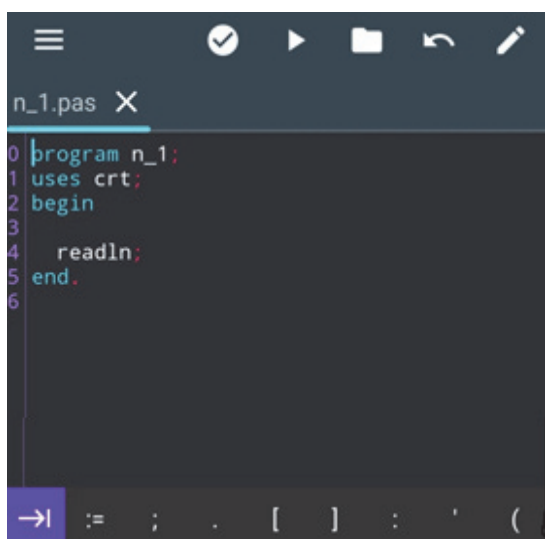 n_1.pas X
0 program n_1;
1 uses crt;
2 begin
3
4   readln;
5 end.
6
:= ; . [ ] : ' (